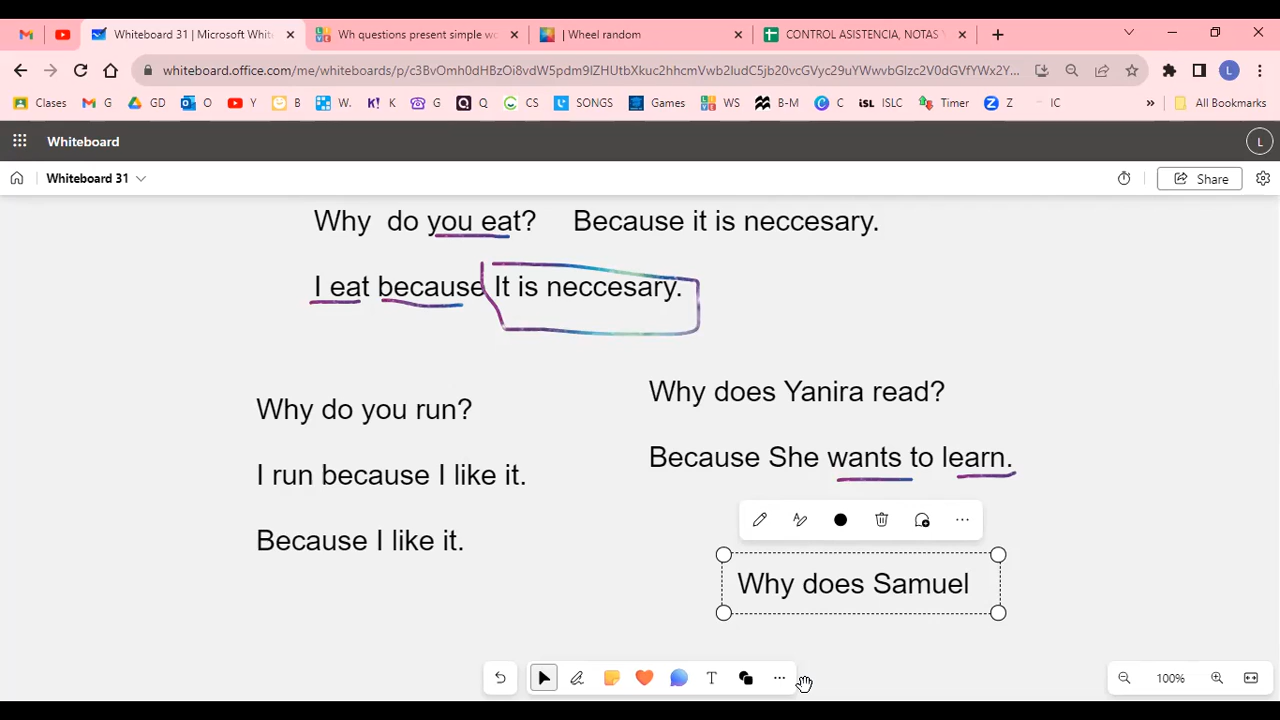 Whiteboard 31 | Microsoft Whit
Wh questions present simple wo
| Wheel random
CONTROL ASISTENCIA, NOTAS Y
whiteboard.office.com/me/whiteboards/p/
L
Clases
G
GD
O
Y
B
W.
K
G
Q
CS
SONGS
Games
WS
B-M
C
ISLC
Timer
Z
IC
»
All Bookmarks
Whiteboard
L
Whiteboard 31
Share
Why do you eat? Because it is neccesary.
I eat because It is neccesary.
Why does Yanira read?
Why do you run?
Because She wants to learn.
I run because I like it.
Because I like it.
Why does Samuel
100%